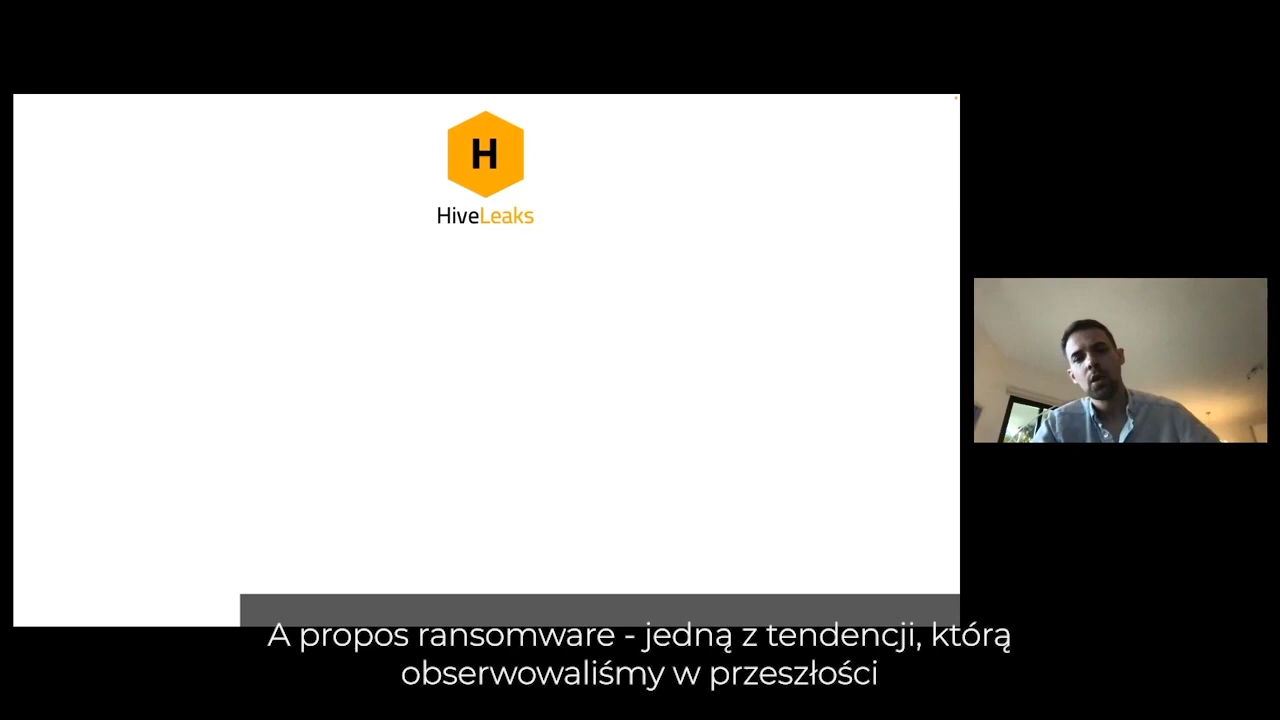 H
HiveLeaks
A propos ransomware - jedną z tendencji, którą
obserwowaliśmy w przeszłości